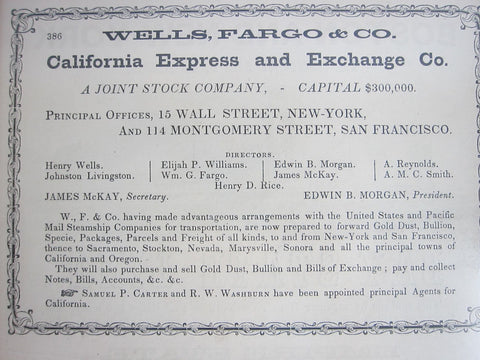 386
WELLS, FARGO & CO.
California Express and Exchange Co.
A JOINT STOCK COMPANY, - CAPITAL $300,000.
PRINCIPAL OFFICES, 15 WALL STREET, NEW-YORK,
AND 114 MONTGOMERY STREET, SAN FRANCISCO.
DIRECTORS.
Henry Wells. Elijah P. Williams. Edwin B. Morgan. A. Reynolds.
Johnston Livingston. Wm. G. Fargo. James McKay. A. M. C. Smith.
Henry D. Rice.
JAMES McKAY, Secretary. EDWIN B. MORGAN, President.
W., F. & Co. having made advantageous arrangements with the United States and Pacific
Mail Steamship Companies for transportation, are now prepared to forward Gold Dust, Bullion,
Specie, Packages, Parcels and Freight of all kinds, to and from New-York and San Francisco,
thence to Sacramento, Stockton, Nevada, Marysville, Sonora and all the principal towns of
California and Oregon.
They will also purchase and sell Gold Dust, Bullion and Bills of Exchange; pay and collect
Notes, Bills, Accounts, &c. &c.
☞ SAMUEL P. CARTER and R. W. WASHBURN have been appointed principal Agents for
California.